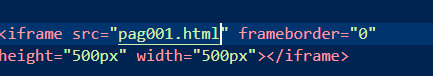 <iframe src="pag001.html" frameborder="0"
height="500px" width="500px"></iframe>